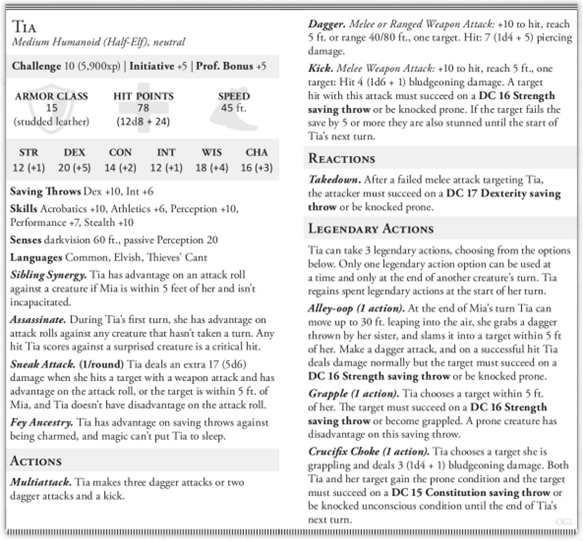 TIA
Medium Humanoid (Half-Elf), neutral
Challenge 10 (5,900xp) | Initiative +5 | Prof. Bonus +5
ARMOR CLASS HIT POINTS SPEED
15 78 45 ft.
(studded leather) (12d8 + 24)
STR DEX CON INT WIS CHA
12 (+1) 20 (+5) 14 (+2) 12 (+1) 18 (+4) 16 (+3)
Saving Throws Dex +10, Int +6
Skills Acrobatics +10, Athletics +6, Perception +10,
Performance +7, Stealth +10
Senses darkvision 60 ft., passive Perception 20
Languages Common, Elvish, Thieves' Cant
Sibling Synergy. Tia has advantage on an attack roll
against a creature if Mia is within 5 feet of her and isn't
incapacitated.
Assassinate. During Tia's first turn, she has advantage on
attack rolls against any creature that hasn't taken a turn. Any
hit Tia scores against a surprised creature is a critical hit.
Sneak Attack. (1/round) Tia deals an extra 17 (5d6)
damage when she hits a target with a weapon attack and has
advantage on the attack roll, or the target is within 5 ft. of
Mia, and Tia doesn't have disadvantage on the attack roll.
Fey Ancestry. Tia has advantage on saving throws against
being charmed, and magic can't put Tia to sleep.
ACTIONS
Multiattack. Tia makes three dagger attacks or two
dagger attacks and a kick.
Dagger. Melee or Ranged Weapon Attack: +10 to hit, reach
5 ft. or range 40/80 ft., one target. Hit: 7 (1d4 + 5) piercing
damage.
Kick. Melee Weapon Attack: +10 to hit, reach 5 ft., one
target: Hit 4 (1d6 + 1) bludgeoning damage. A target
hit with this attack must succeed on a DC 16 Strength
saving throw or be knocked prone. If the target fails the
save by 5 or more they are also stunned until the start of
Tia's next turn.
REACTIONS
Takedown. After a failed melee attack targeting Tia,
the attacker must succeed on a DC 17 Dexterity saving
throw or be knocked prone.
LEGENDARY ACTIONS
Tia can take 3 legendary actions, choosing from the options
below. Only one legendary action option can be used at
a time and only at the end of another creature's turn. Tia
regains spent legendary actions at the start of her turn.
Alley-oop (1 action). At the end of Mia's turn Tia can
move up to 30 ft. leaping into the air, she grabs a dagger
thrown by her sister, and slams it into a target within 5 ft
of her. Make a dagger attack, and on a successful hit Tia
deals damage normally but the target must succeed on a
DC 16 Strength saving throw or be knocked prone.
Grapple (1 action). Tia chooses a target within 5 ft.
of her. The target must succeed on a DC 16 Strength
saving throw or become grappled. A prone creature has
disadvantage on this saving throw.
Crucifix Choke (1 action). Tia chooses a target she is
grappling and deals 3 (1d4 + 1) bludgeoning damage. Both
Tia and her target gain the prone condition and the target
must succeed on a DC 15 Constitution saving throw or
be knocked unconscious condition until the end of Tia's
next turn.
OGL